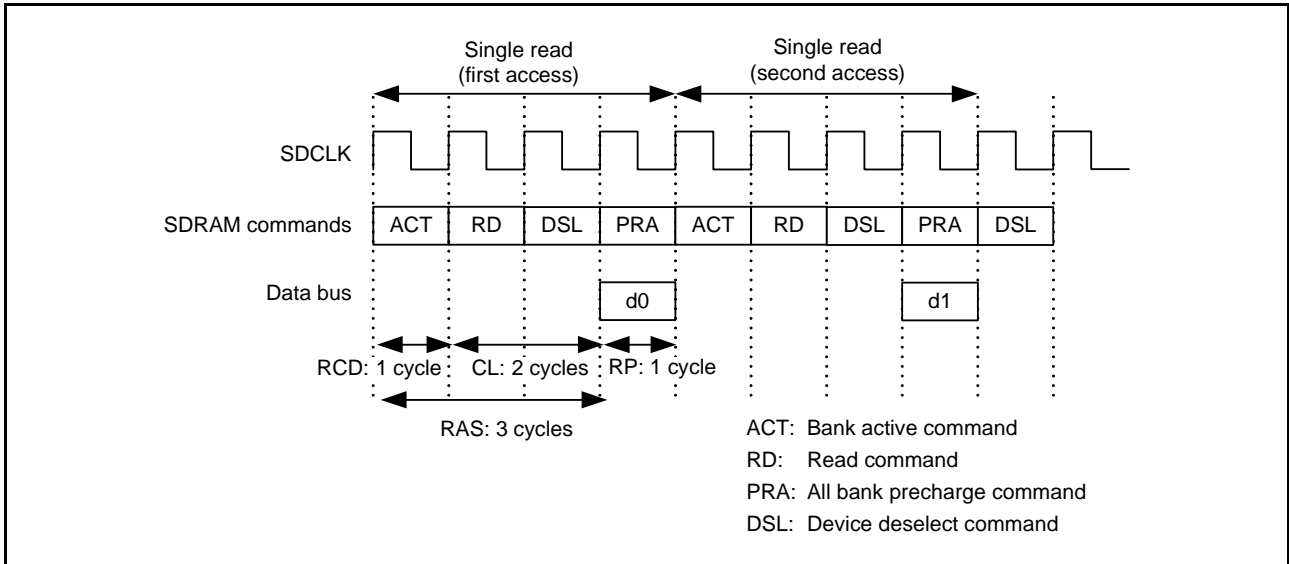 Single read
(first access)
Single read
(second access)
SDCLK
SDRAM commands
ACT RD DSL PRA ACT RD DSL PRA DSL
Data bus
d0 d1
RCD: 1 cycle CL: 2 cycles RP: 1 cycle
RAS: 3 cycles
ACT: Bank active command
RD: Read command
PRA: All bank precharge command
DSL: Device deselect command